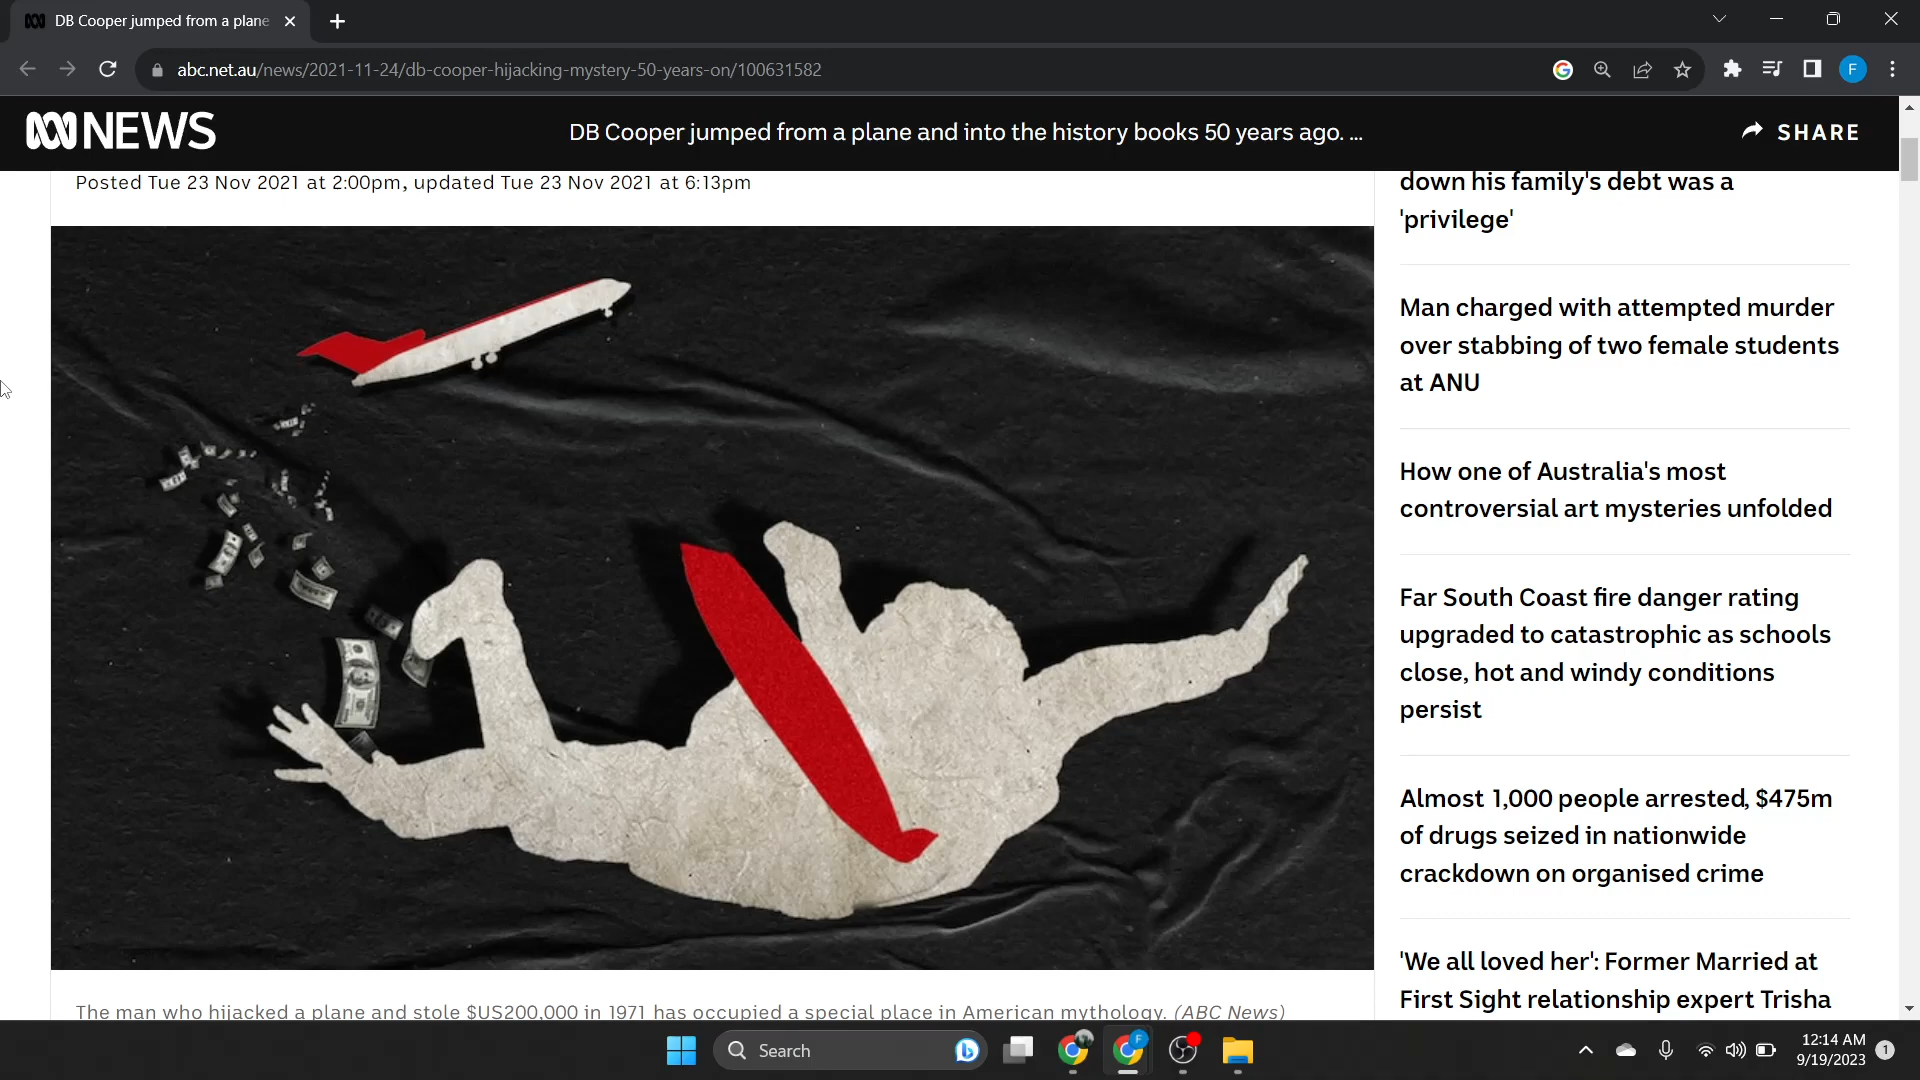 DB Cooper jumped from a plane
abc.net.au/news/2021-11-24/db-cooper-hijacking-mystery-50-years-on/100631582
F
NEWS
DB Cooper jumped from a plane and into the history books 50 years ago. ...
SHARE
Posted Tue 23 Nov 2021 at 2:00pm, updated Tue 23 Nov 2021 at 6:13pm
The man who hijacked a plane and stole $US200,000 in 1971 has occupied a special place in American mythology. (ABC News)
down his family's debt was a
'privilege'
Man charged with attempted murder
over stabbing of two female students
at ANU
How one of Australia's most
controversial art mysteries unfolded
Far South Coast fire danger rating
upgraded to catastrophic as schools
close, hot and windy conditions
persist
Almost 1,000 people arrested, $475m
of drugs seized in nationwide
crackdown on organised crime
'We all loved her': Former Married at
First Sight relationship expert Trisha
Search
F
12:14 AM
9/19/2023
1